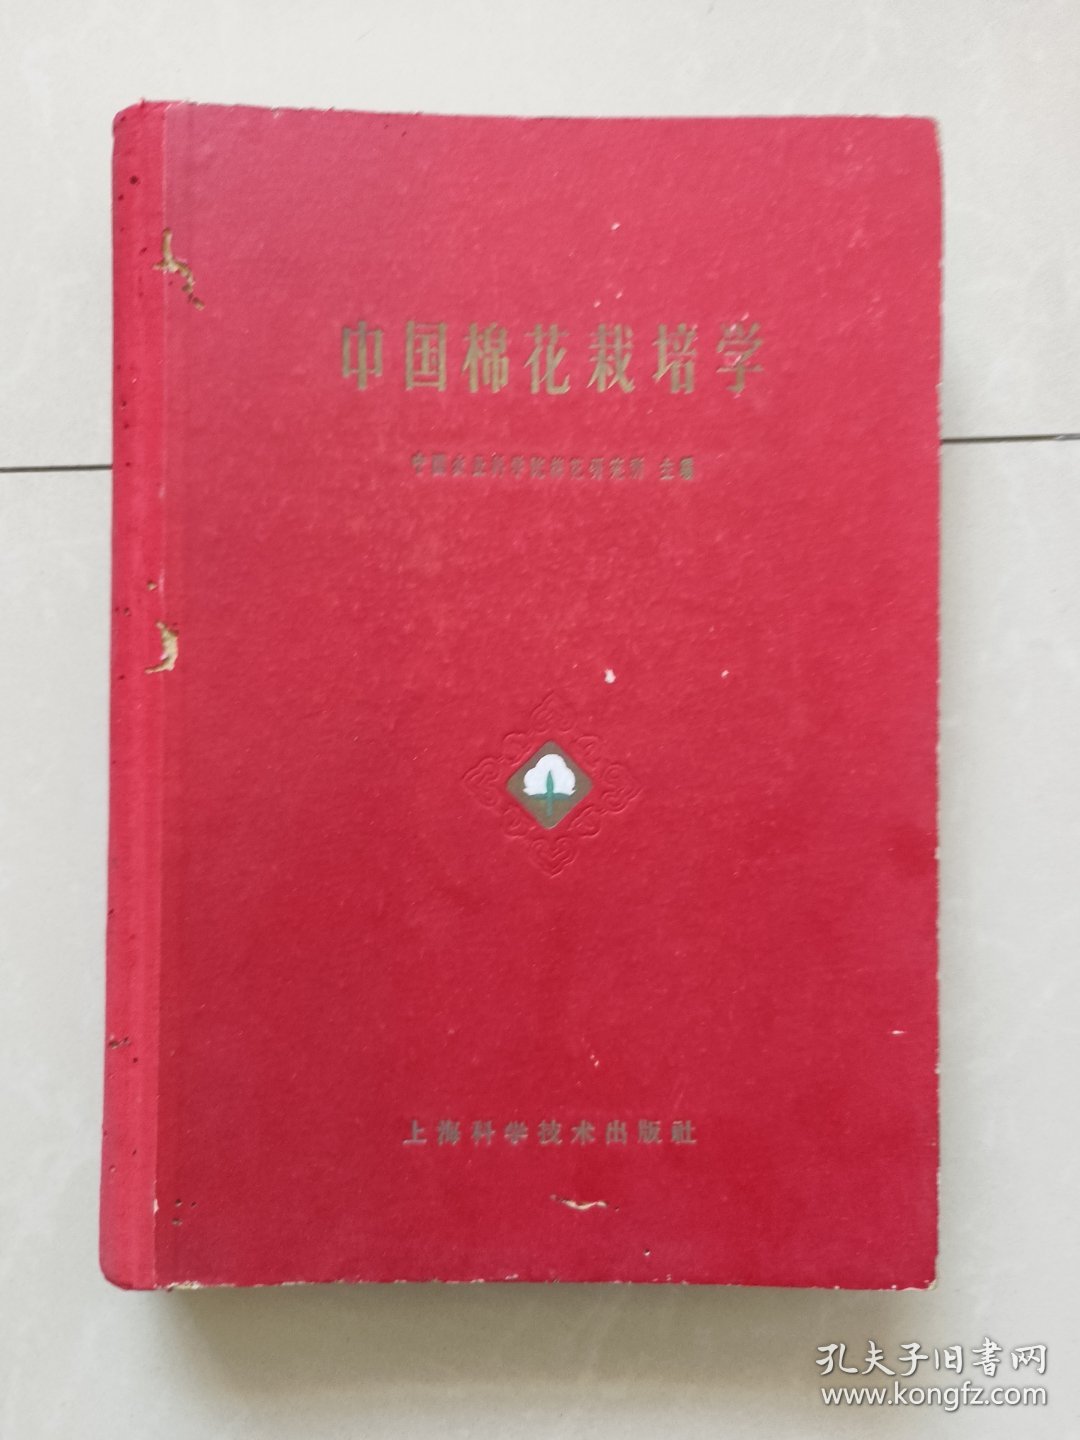 中国棉花栽培学
中国农业科学院棉花研究所 主编
上海科学技术出版社
孔夫子旧書网
www.kongfz.com